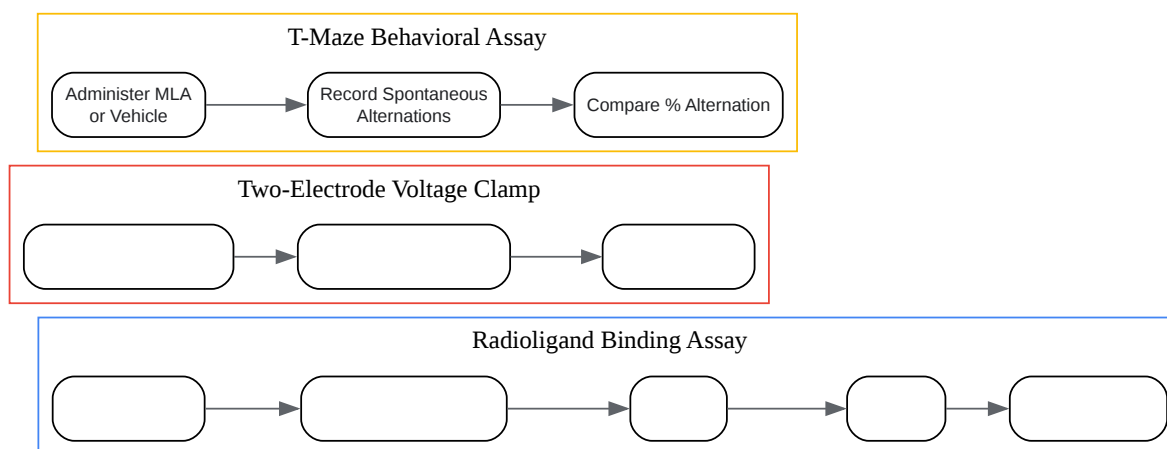 T-Maze Behavioral Assay
Administer MLA
or Vehicle
Record Spontaneous
Alternations
Compare % Alternation
Two-Electrode Voltage Clamp
Radioligand Binding Assay